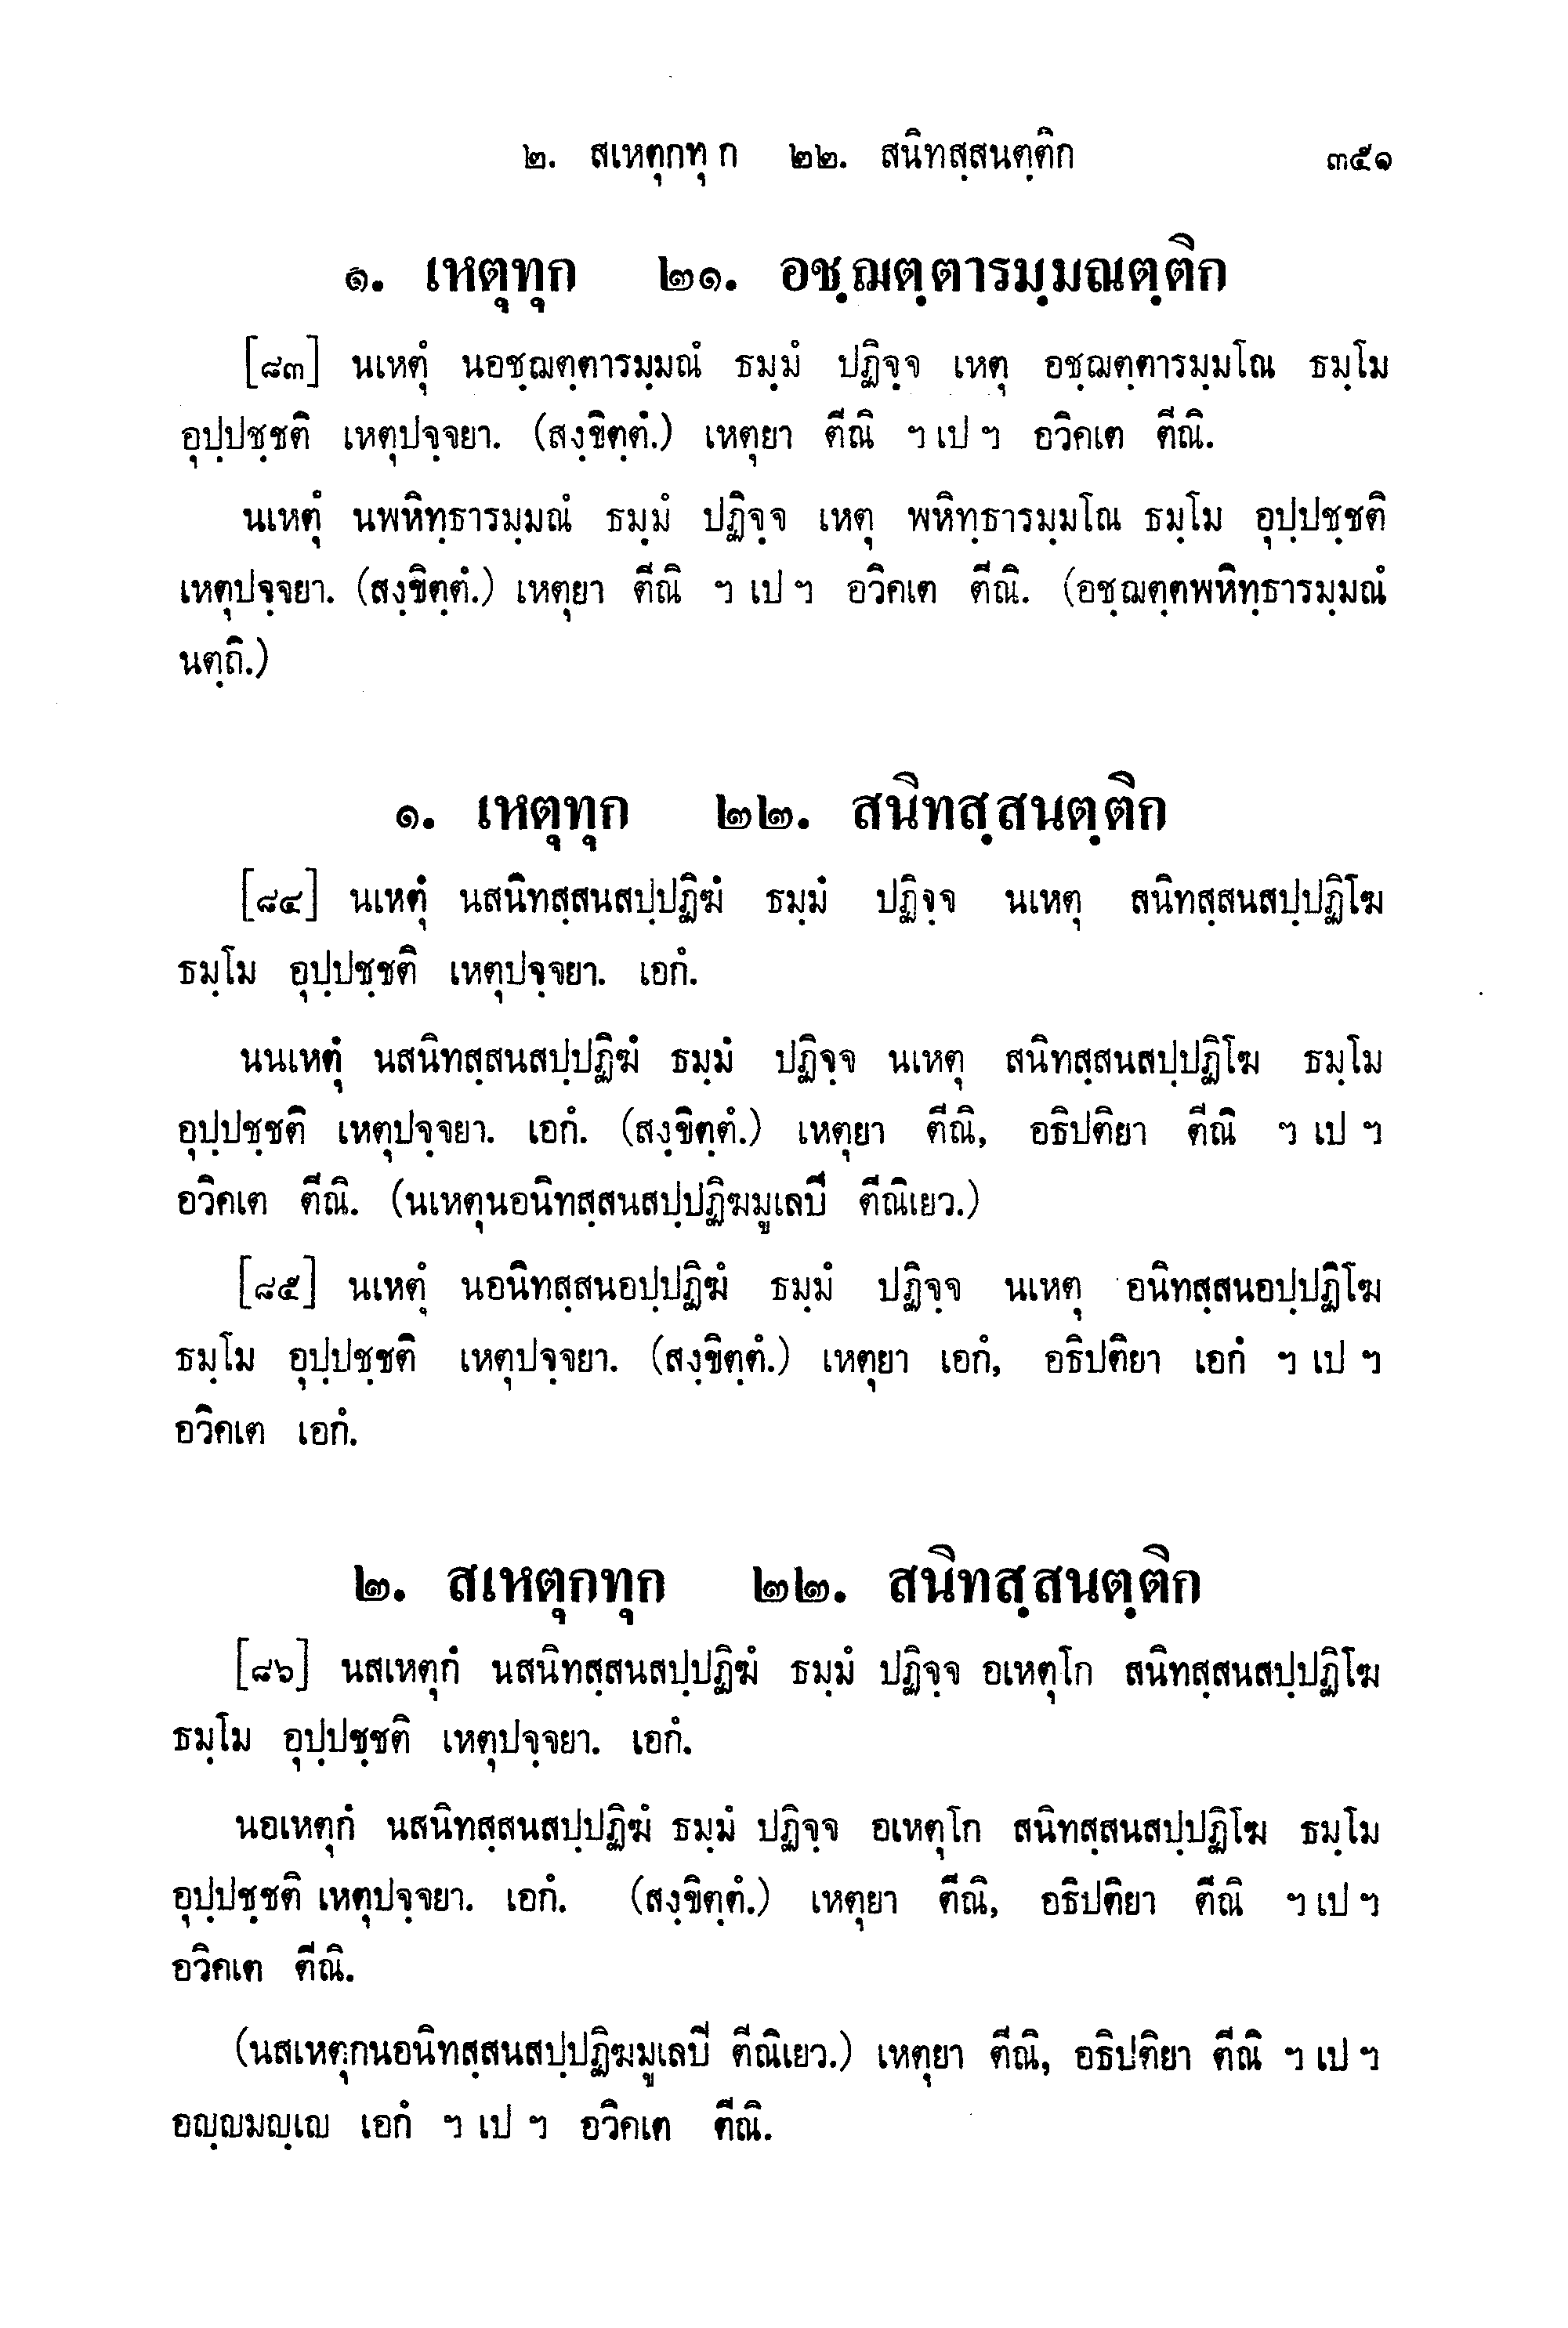 ๒. สเหตุกทุก ๒๒. สนิทสฺสนตฺติก ๓๕๑
๑. เหตุทุก ๒๑. อชฺฌตฺตารมฺมณตฺติก
[๘๓] นเหตุํ นอชฺฌตฺตารมฺมณํ ธมฺมํ ปฏิจฺจ เหตุ อชฺฌตฺตารมฺมโณ ธมฺโม
อุปฺปชฺชติ เหตุปจฺจยา. (สงฺขิตฺตํ.) เหตุยา ตีณิ ฯ เป ฯ อวิคเต ตีณิ.
นเหตุํ นพหิทฺธารมฺมณํ ธมฺมํ ปฏิจฺจ เหตุ พหิทฺธารมฺมโณ ธมฺโม อุปฺปชฺชติ
เหตุปจฺจยา. (สงฺขิตฺตํ.) เหตุยา ตีณิ ฯ เป ฯ อวิคเต ตีณิ. (อชฺฌตฺตพหิทฺธารมฺมณํ
นตฺถิ.)
๑. เหตุทุก ๒๒. สนิทสฺสนตฺติก
[๘๔] นเหตุํ นสนิทสฺสนสปฺปฏิฆํ ธมฺมํ ปฏิจฺจ นเหตุ สนิทสฺสนสปฺปฏิโฆ
ธมฺโม อุปฺปชฺชติ เหตุปจฺจยา. เอกํ.
นนเหตุํ นสนิทสฺสนสปฺปฏิฆํ ธมฺมํ ปฏิจฺจ นเหตุ สนิทสฺสนสปฺปฏิโฆ ธมฺโม
อุปฺปชฺชติ เหตุปจฺจยา. เอกํ. (สงฺขิตฺตํ.) เหตุยา ตีณิ, อธิปติยา ตีณิ ฯ เป ฯ
อวิคเต ตีณิ. (นเหตุนอนิทสฺสนสปฺปฏิฆมูเลปี ตีณิเยว.)
[๘๕] นเหตุํ นอนิทสฺสนอปฺปฏิฆํ ธมฺมํ ปฏิจฺจ นเหตุ อนิทสฺสนอปฺปฏิโฆ
ธมฺโม อุปฺปชฺชติ เหตุปจฺจยา. (สงฺขิตฺตํ.) เหตุยา เอกํ, อธิปติยา เอกํ ฯ เป ฯ
อวิคเต เอกํ.
๒. สเหตุกทุก ๒๒. สนิทสฺสนตฺติก
[๘๖] นสเหตุกํ นสนิทสฺสนสปฺปฏิฆํ ธมฺมํ ปฏิจฺจ อเหตุโก สนิทสฺสนสปฺปฏิโฆ
ธมฺโม อุปฺปชฺชติ เหตุปจฺจยา. เอกํ.
นอเหตุกํ นสนิทสฺสนสปฺปฏิฆํ ธมฺมํ ปฏิจฺจ อเหตุโก สนิทสฺสนสปฺปฏิโฆ ธมฺโม
อุปฺปชฺชติ เหตุปจฺจยา. เอกํ. (สงฺขิตฺตํ.) เหตุยา ตีณิ, อธิปติยา ตีณิ ฯ เป ฯ
อวิคเต ตีณิ.
(นสเหตุกนอนิทสฺสนสปฺปฏิฆมูเลปี ตีณิเยว.) เหตุยา ตีณิ, อธิปติยา ตีณิ ฯ เป ฯ
อญฺญมญฺเญ เอกํ ฯ เป ฯ อวิคเต ตีณิ.